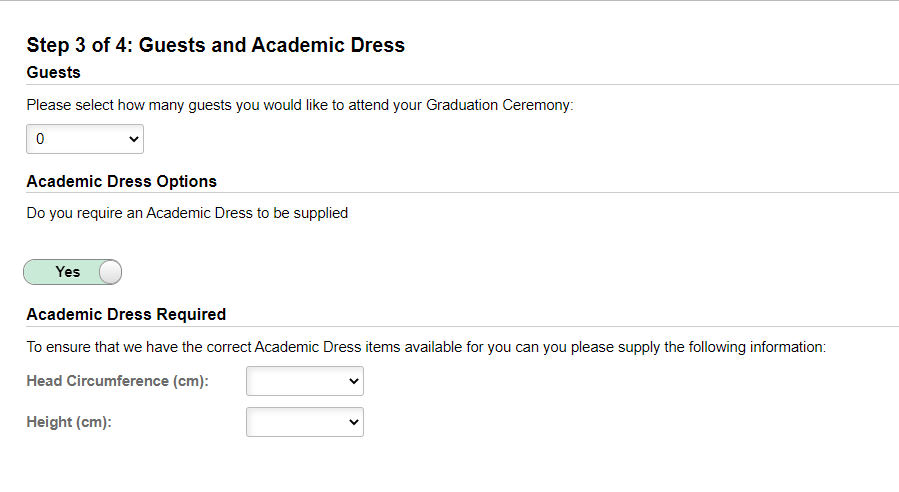 Step 3 of 4: Guests and Academic Dress
Guests
Please select how many guests you would like to attend your Graduation Ceremony:
0
Academic Dress Options
Do you require an Academic Dress to be supplied
Yes
Academic Dress Required
To ensure that we have the correct Academic Dress items available for you can you please supply the following information:
Head Circumference (cm):
Height (cm):